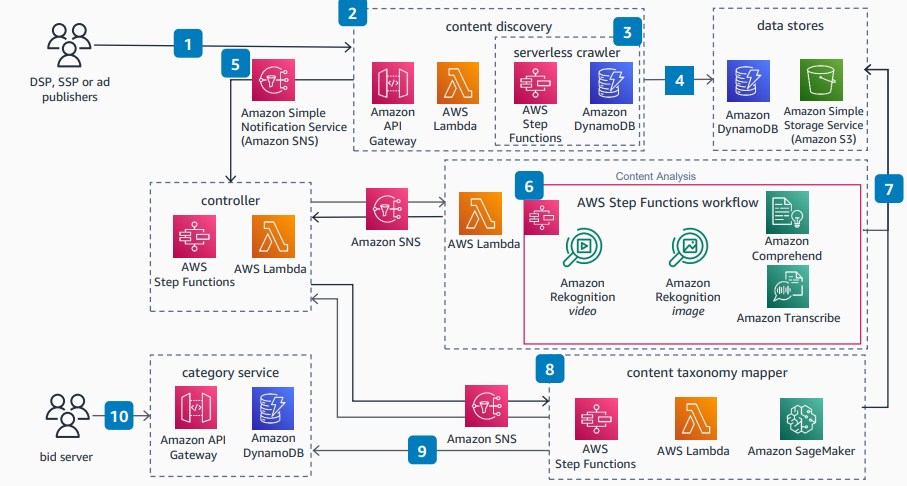 1
DSP, SSP or ad
publishers
2
content discovery
3
serverless crawler
Amazon
API
Gateway
AWS
Lambda
AWS
Step
Functions
Amazon
DynamoDB
4
data stores
Amazon
DynamoDB
Amazon Simple
Storage Service
(Amazon S3)
5
Amazon Simple
Notification Service
(Amazon SNS)
controller
AWS
Step Functions
AWS Lambda
Amazon SNS
Content Analysis
AWS Lambda
6
AWS Step Functions workflow
Amazon
Rekognition
video
Amazon
Rekognition
image
Amazon
Comprehend
Amazon Transcribe
7
8
content taxonomy mapper
AWS
Step Functions
AWS Lambda
Amazon SageMaker
Amazon SNS
9
category service
Amazon API
Gateway
Amazon
DynamoDB
10
bid server